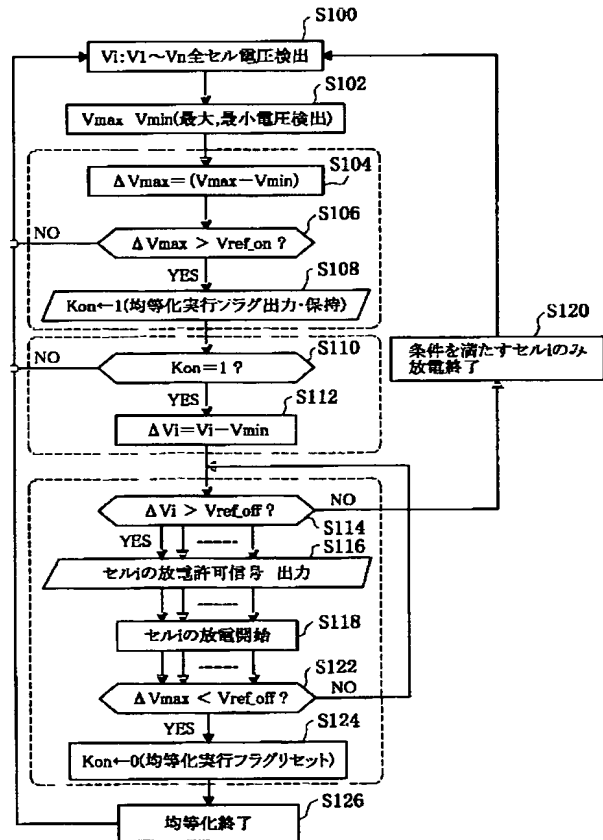 S100
Vi:V1～Vn全セル電圧検出
S102
Vmax Vmin(最大,最小電圧検出)
S104
ΔVmax=(Vmax−Vmin)
S106
ΔVmax > Vref_on ?
NO
YES
S108
Kon←1(均等化実行フラグ出力・保持)
S110
Kon=1 ?
NO
YES
S112
ΔVi=Vi−Vmin
S120
条件を満たすセルiのみ
放電終了
ΔVi > Vref_off ?
NO
S114
YES
S116
セルiの放電許可信号 出力
S118
セルiの放電開始
S122
ΔVmax < Vref_off ?
NO
YES
S124
Kon←0(均等化実行フラグリセット)
S126
均等化終了